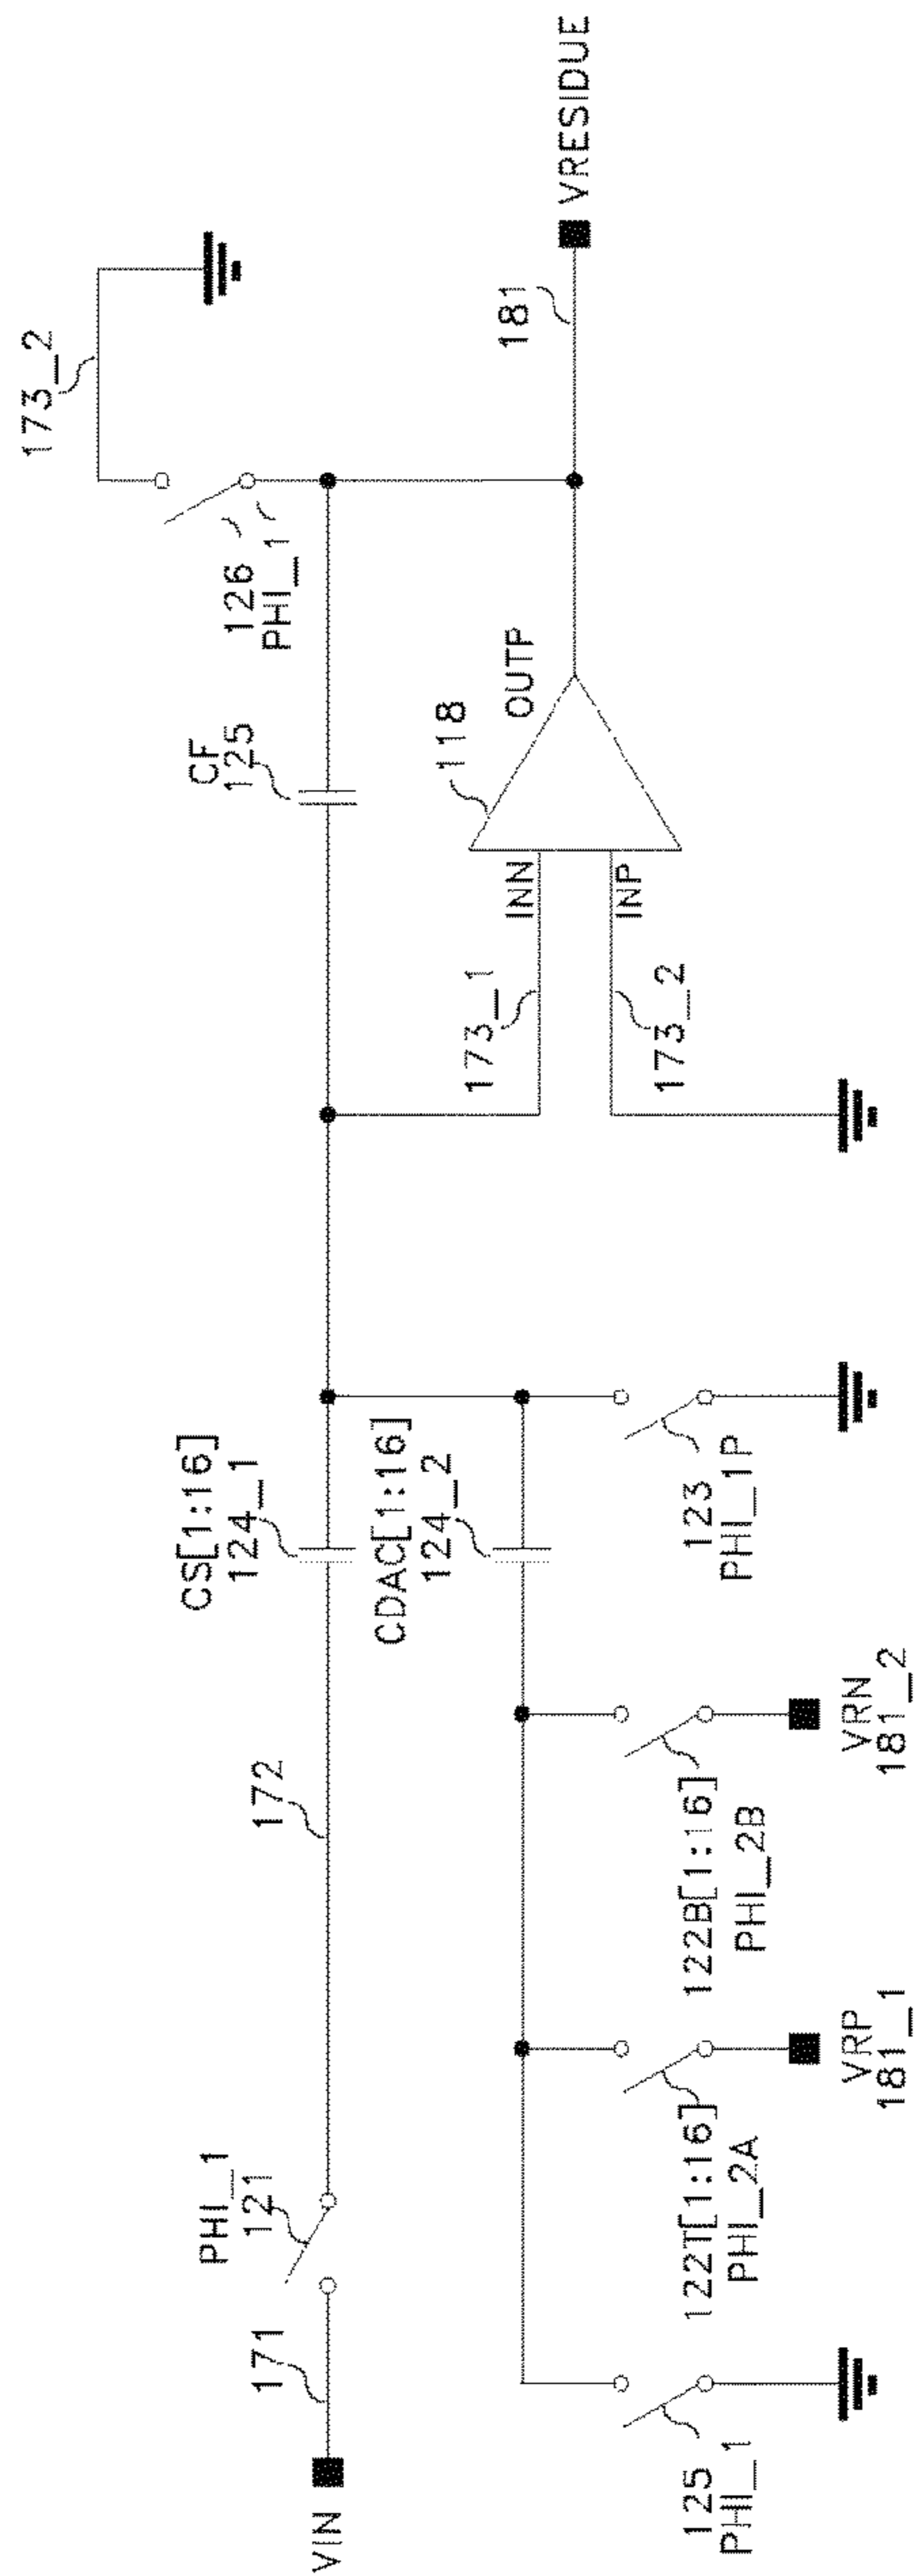 173_2
126
PHI_1
CF
125
118
OUTP
181
VRESIDUE
INN
INP
173_1
173_2
CS[1:16]
124_1
CDAC[1:16]
124_2
172
PHI_1
121
171
VIN
123
PHI_1P
122B[1:16]
PHI_2B
VRN
181_2
122T[1:16]
PHI_2A
VRP
181_1
125
PHI_1